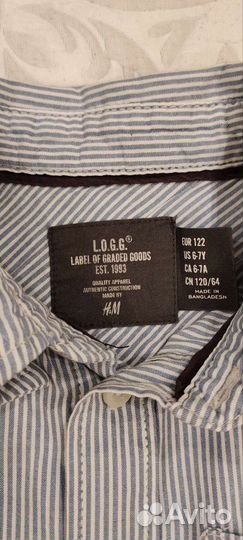 L.O.G.G.®
LABEL OF GRADED GOODS
EST. 1993
QUALITY APPAREL
AUTHENTIC CONSTRUCTION
MADE BY
H&M
EUR 122
US 6-7Y
CA 6-7A
CN 120/64
MADE IN
BANGLADESH
Avito